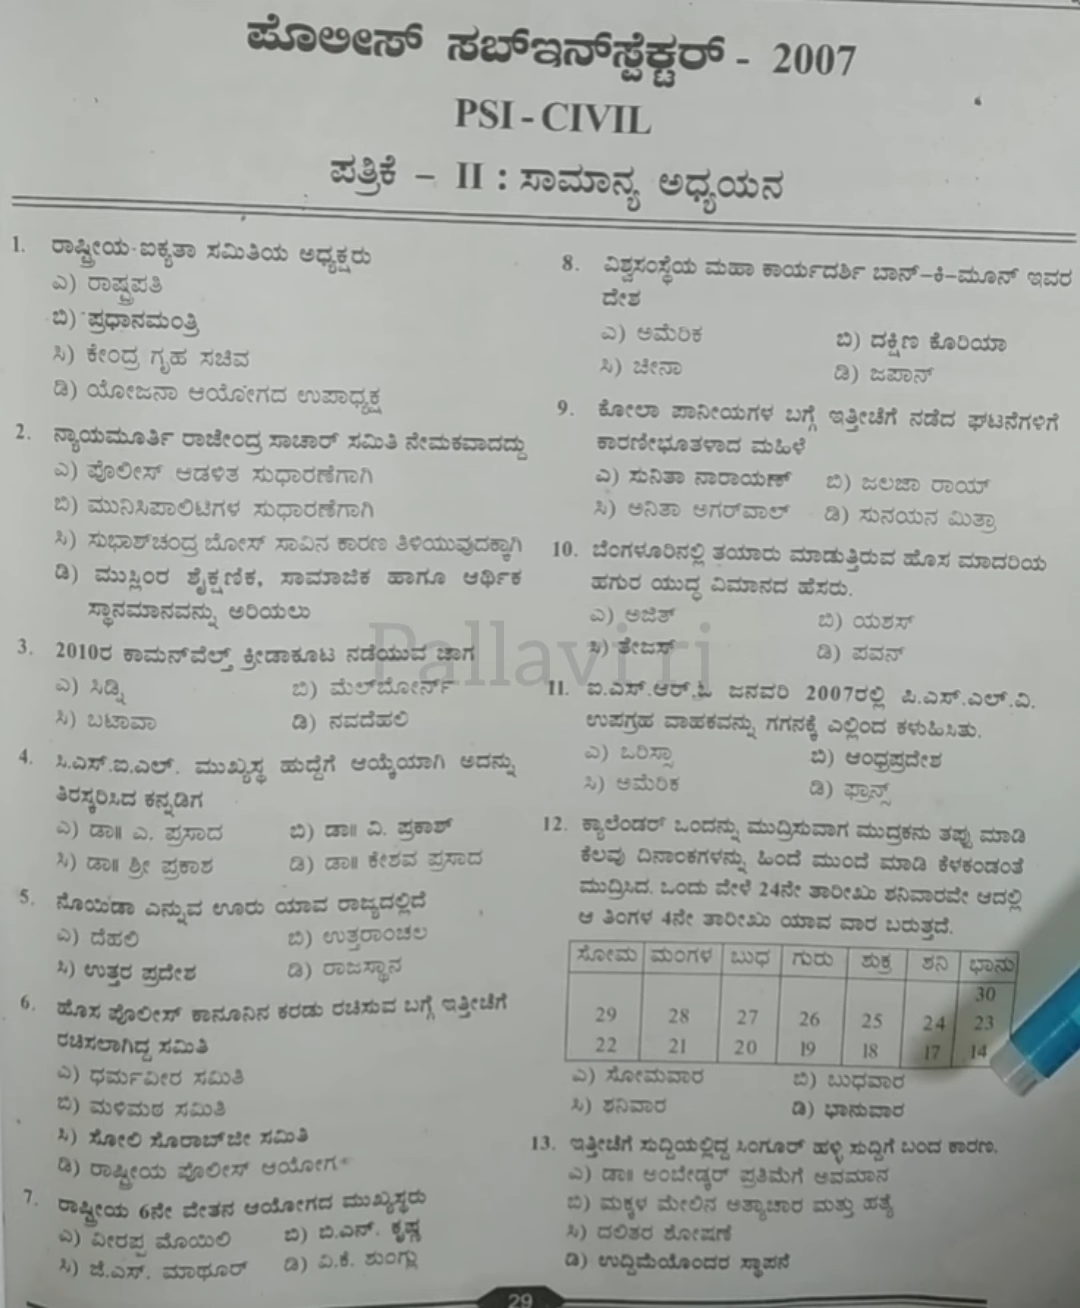 ಪೊಲೀಸ್ ಸಬ್‌ಇನ್‌ಸ್ಪೆಕ್ಟರ್ - 2007
PSI - CIVIL
ಪತ್ರಿಕೆ – II : ಸಾಮಾನ್ಯ ಅಧ್ಯಯನ
1. ರಾಷ್ಟ್ರೀಯ ಐಕ್ಯತಾ ಸಮಿತಿಯ ಅಧ್ಯಕ್ಷರು
ಎ) ರಾಷ್ಟ್ರಪತಿ
ಬಿ) ಪ್ರಧಾನಮಂತ್ರಿ
ಸಿ) ಕೇಂದ್ರ ಗೃಹ ಸಚಿವ
ಡಿ) ಯೋಜನಾ ಆಯೋಗದ ಉಪಾಧ್ಯಕ್ಷ
2. ನ್ಯಾಯಮೂರ್ತಿ ರಾಜೇಂದ್ರ ಸಾಚಾರ್ ಸಮಿತಿ ನೇಮಕವಾದದ್ದು
ಎ) ಪೊಲೀಸ್ ಆಡಳಿತ ಸುಧಾರಣೆಗಾಗಿ
ಬಿ) ಮುನಿಸಿಪಾಲಿಟಿಗಳ ಸುಧಾರಣೆಗಾಗಿ
ಸಿ) ಸುಭಾಶ್‌ಚಂದ್ರ ಬೋಸ್ ಸಾವಿನ ಕಾರಣ ತಿಳಿಯುವುದಕ್ಕಾಗಿ
ಡಿ) ಮುಸ್ಲಿಂರ ಶೈಕ್ಷಣಿಕ, ಸಾಮಾಜಿಕ ಹಾಗೂ ಆರ್ಥಿಕ
ಸ್ಥಾನಮಾನವನ್ನು ಅರಿಯಲು
3. 2010ರ ಕಾಮನ್‌ವೆಲ್ತ್ ಕ್ರೀಡಾಕೂಟ ನಡೆಯುವ ಜಾಗ
ಎ) ಸಿಡ್ನಿ ಬಿ) ಮೆಲ್‌ಬೋರ್ನ್
ಸಿ) ಬಟಾವಾ ಡಿ) ನವದೆಹಲಿ
4. ಸಿ.ಎಸ್.ಐ.ಎಲ್. ಮುಖ್ಯಸ್ಥ ಹುದ್ದೆಗೆ ಆಯ್ಕೆಯಾಗಿ ಅದನ್ನು
ತಿರಸ್ಕರಿಸಿದ ಕನ್ನಡಿಗ
ಎ) ಡಾ॥ ಎ. ಪ್ರಸಾದ ಬಿ) ಡಾ॥ ವಿ. ಪ್ರಕಾಶ್
ಸಿ) ಡಾ॥ ಶ್ರೀ ಪ್ರಕಾಶ ಡಿ) ಡಾ॥ ಕೇಶವ ಪ್ರಸಾದ
5. ನೊಯಿಡಾ ಎನ್ನುವ ಊರು ಯಾವ ರಾಜ್ಯದಲ್ಲಿದೆ
ಎ) ದೆಹಲಿ ಬಿ) ಉತ್ತರಾಂಚಲ
ಸಿ) ಉತ್ತರ ಪ್ರದೇಶ ಡಿ) ರಾಜಸ್ಥಾನ
6. ಹೊಸ ಪೊಲೀಸ್ ಕಾನೂನಿನ ಕರಡು ರಚಿಸುವ ಬಗ್ಗೆ ಇತ್ತೀಚೆಗೆ
ರಚಿಸಲಾಗಿದ್ದ ಸಮಿತಿ
ಎ) ಧರ್ಮವೀರ ಸಮಿತಿ
ಬಿ) ಮಳಿಮಠ ಸಮಿತಿ
ಸಿ) ಸೋಲಿ ಸೊರಾಬ್‌ಜೀ ಸಮಿತಿ
ಡಿ) ರಾಷ್ಟ್ರೀಯ ಪೊಲೀಸ್ ಆಯೋಗ
7. ರಾಷ್ಟ್ರೀಯ 6ನೇ ವೇತನ ಆಯೋಗದ ಮುಖ್ಯಸ್ಥರು
ಎ) ವೀರಪ್ಪ ಮೊಯಿಲಿ ಬಿ) ಬಿ.ಎನ್. ಕೃಷ್ಣ
ಸಿ) ಜೆ.ಎಸ್. ಮಾಥೂರ್ ಡಿ) ವಿ.ಕೆ. ಶುಂಗ್ಲು
8. ವಿಶ್ವಸಂಸ್ಥೆಯ ಮಹಾ ಕಾರ್ಯದರ್ಶಿ ಬಾನ್–ಕಿ–ಮೂನ್ ಇವರ
ದೇಶ
ಎ) ಅಮೆರಿಕ ಬಿ) ದಕ್ಷಿಣ ಕೊರಿಯಾ
ಸಿ) ಚೀನಾ ಡಿ) ಜಪಾನ್
9. ಕೋಲಾ ಪಾನೀಯಗಳ ಬಗ್ಗೆ ಇತ್ತೀಚೆಗೆ ನಡೆದ ಘಟನೆಗಳಿಗೆ
ಕಾರಣೀಭೂತಳಾದ ಮಹಿಳೆ
ಎ) ಸುನಿತಾ ನಾರಾಯಣ್ ಬಿ) ಜಲಜಾ ರಾಯ್
ಸಿ) ಅನಿತಾ ಅಗರ್‌ವಾಲ್ ಡಿ) ಸುನಯನ ಮಿತ್ರಾ
10. ಬೆಂಗಳೂರಿನಲ್ಲಿ ತಯಾರು ಮಾಡುತ್ತಿರುವ ಹೊಸ ಮಾದರಿಯ
ಹಗುರ ಯುದ್ಧ ವಿಮಾನದ ಹೆಸರು.
ಎ) ಅಜಿತ್ ಬಿ) ಯಶಸ್
ಸಿ) ತೇಜಸ್ ಡಿ) ಪವನ್
Pallavi ri
11. ಐ.ಎಸ್.ಆರ್.ಓ ಜನವರಿ 2007ರಲ್ಲಿ ಪಿ.ಎಸ್.ಎಲ್.ವಿ.
ಉಪಗ್ರಹ ವಾಹಕವನ್ನು ಗಗನಕ್ಕೆ ಎಲ್ಲಿಂದ ಕಳುಹಿಸಿತು.
ಎ) ಒರಿಸ್ಸಾ ಬಿ) ಆಂಧ್ರಪ್ರದೇಶ
ಸಿ) ಅಮೆರಿಕ ಡಿ) ಫ್ರಾನ್ಸ್
12. ಕ್ಯಾಲೆಂಡರ್ ಒಂದನ್ನು ಮುದ್ರಿಸುವಾಗ ಮುದ್ರಕನು ತಪ್ಪು ಮಾಡಿ
ಕೆಲವು ದಿನಾಂಕಗಳನ್ನು ಹಿಂದೆ ಮುಂದೆ ಮಾಡಿ ಕೆಳಕಂಡಂತೆ
ಮುದ್ರಿಸಿದ. ಒಂದು ವೇಳೆ 24ನೇ ತಾರೀಖು ಶನಿವಾರವೇ ಆದಲ್ಲಿ
ಆ ತಿಂಗಳ 4ನೇ ತಾರೀಖು ಯಾವ ವಾರ ಬರುತ್ತದೆ.
ಸೋಮ ಮಂಗಳ ಬುಧ ಗುರು ಶುಕ್ರ ಶನಿ ಭಾನು
30
29 28 27 26 25 24 23
22 21 20 19 18 17 14
ಎ) ಸೋಮವಾರ ಬಿ) ಬುಧವಾರ
ಸಿ) ಶನಿವಾರ ಡಿ) ಭಾನುವಾರ
13. ಇತ್ತೀಚೆಗೆ ಸುದ್ದಿಯಲ್ಲಿದ್ದ ಸಿಂಗೂರ್ ಹಳ್ಳಿ ಸುದ್ದಿಗೆ ಬಂದ ಕಾರಣ.
ಎ) ಡಾ॥ ಅಂಬೇಡ್ಕರ್ ಪ್ರತಿಮೆಗೆ ಅವಮಾನ
ಬಿ) ಮಕ್ಕಳ ಮೇಲಿನ ಅತ್ಯಾಚಾರ ಮತ್ತು ಹತ್ಯೆ
ಸಿ) ದಲಿತರ ಶೋಷಣೆ
ಡಿ) ಉದ್ದಿಮೆಯೊಂದರ ಸ್ಥಾಪನೆ
29